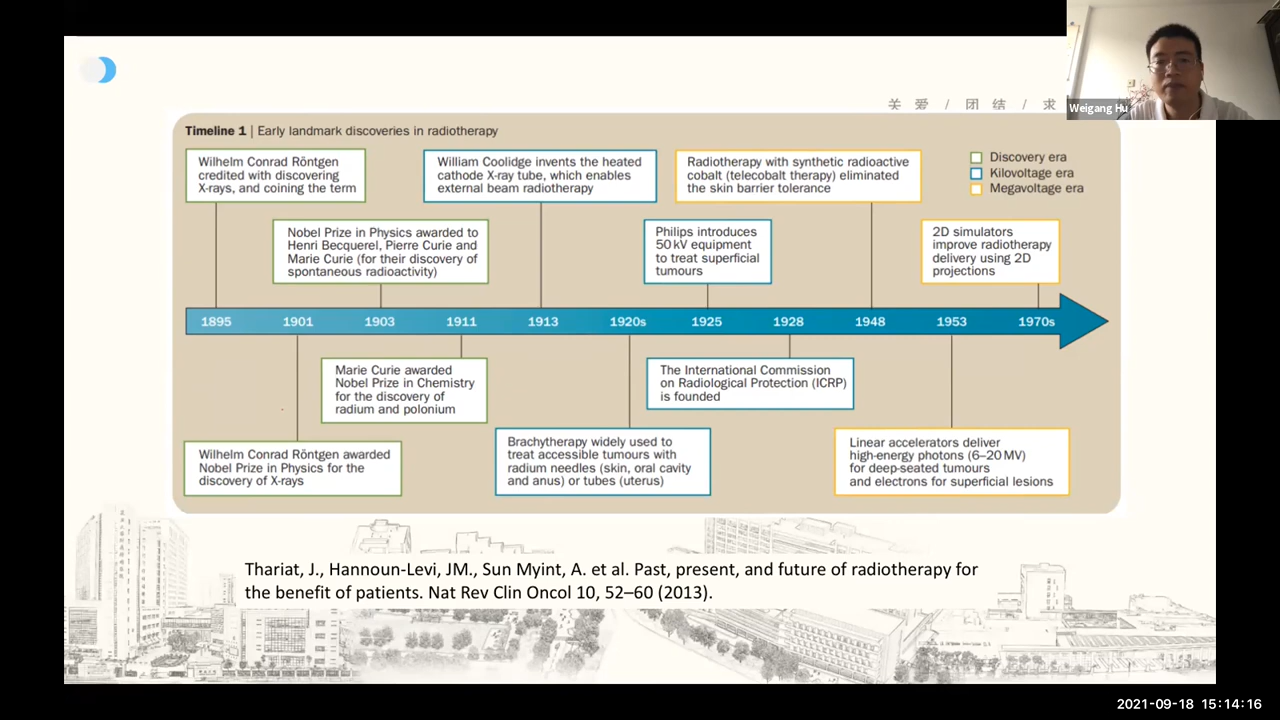 关 爱 / 团 结 / 求
Weigang Hu
Timeline 1 | Early landmark discoveries in radiotherapy
Wilhelm Conrad Röntgen
credited with discovering
X-rays, and coining the term
William Coolidge invents the heated
cathode X-ray tube, which enables
external beam radiotherapy
Radiotherapy with synthetic radioactive
cobalt (telecobalt therapy) eliminated
the skin barrier tolerance
Discovery era
Kilovoltage era
Megavoltage era
Nobel Prize in Physics awarded to
Henri Becquerel, Pierre Curie and
Marie Curie (for their discovery of
spontaneous radioactivity)
Philips introduces
50 kV equipment
to treat superficial
tumours
2D simulators
improve radiotherapy
delivery using 2D
projections
1895 1901 1903 1911 1913 1920s 1925 1928 1948 1953 1970s
Marie Curie awarded
Nobel Prize in Chemistry
for the discovery of
radium and polonium
The International Commission
on Radiological Protection (ICRP)
is founded
Wilhelm Conrad Röntgen awarded
Nobel Prize in Physics for the
discovery of X-rays
Brachytherapy widely used to
treat accessible tumours with
radium needles (skin, oral cavity
and anus) or tubes (uterus)
Linear accelerators deliver
high-energy photons (6–20 MV)
for deep-seated tumours
and electrons for superficial lesions
Thariat, J., Hannoun-Levi, JM., Sun Myint, A. et al. Past, present, and future of radiotherapy for
the benefit of patients. Nat Rev Clin Oncol 10, 52–60 (2013).
2021-09-18 15:14:16